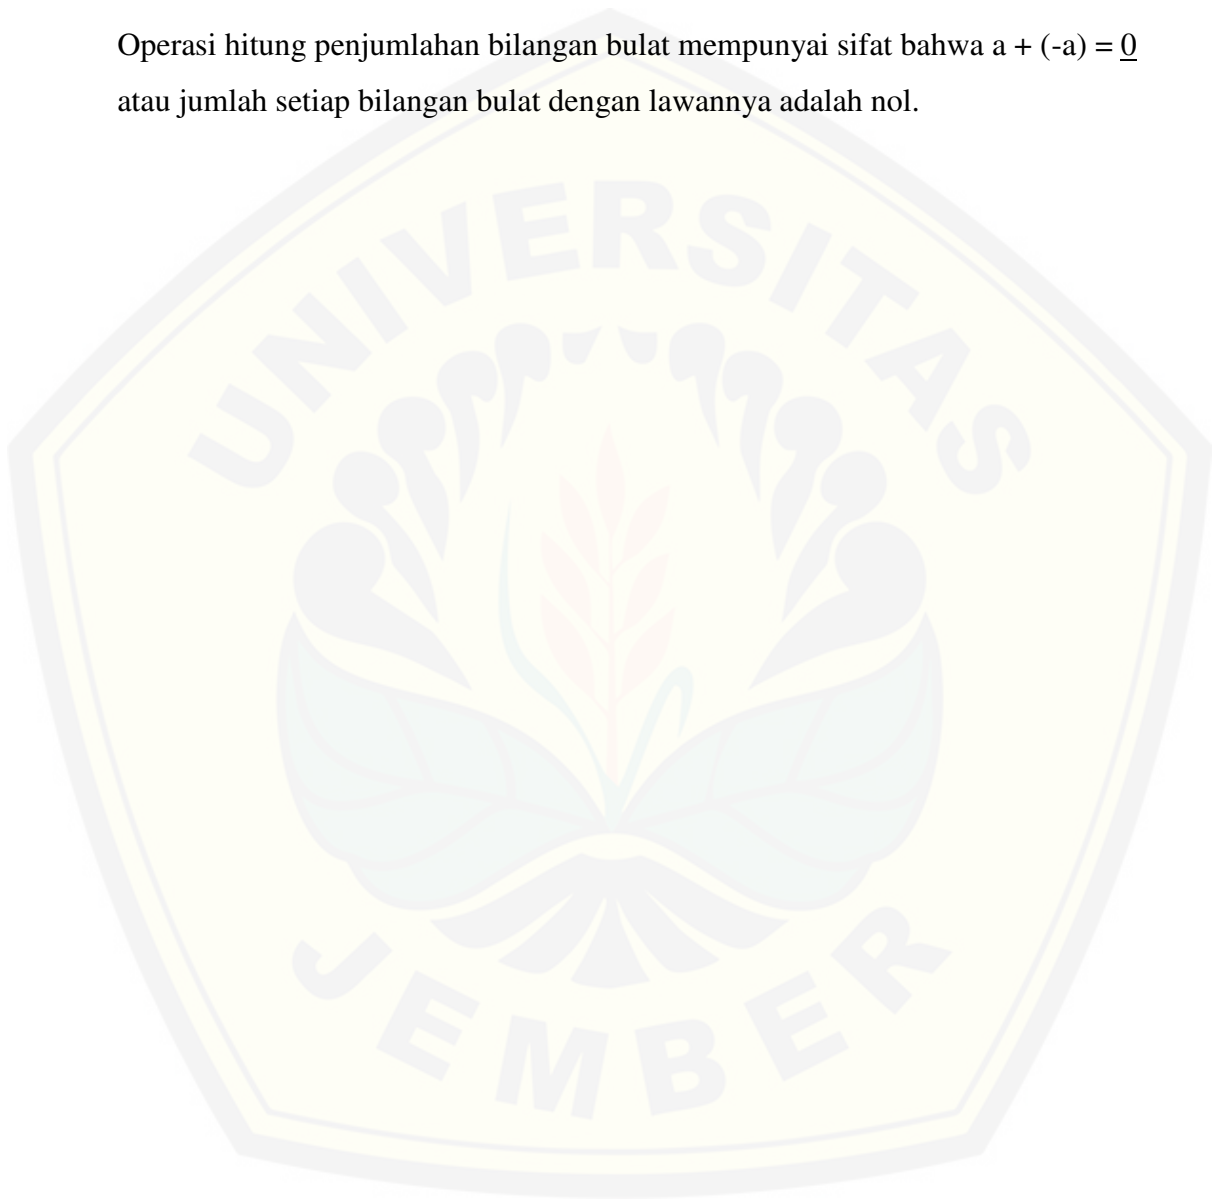 Operasi hitung penjumlahan bilangan bulat mempunyai sifat bahwa a + (-a) = 0
atau jumlah setiap bilangan bulat dengan lawannya adalah nol.
UNIVERSITAS
JEMBER